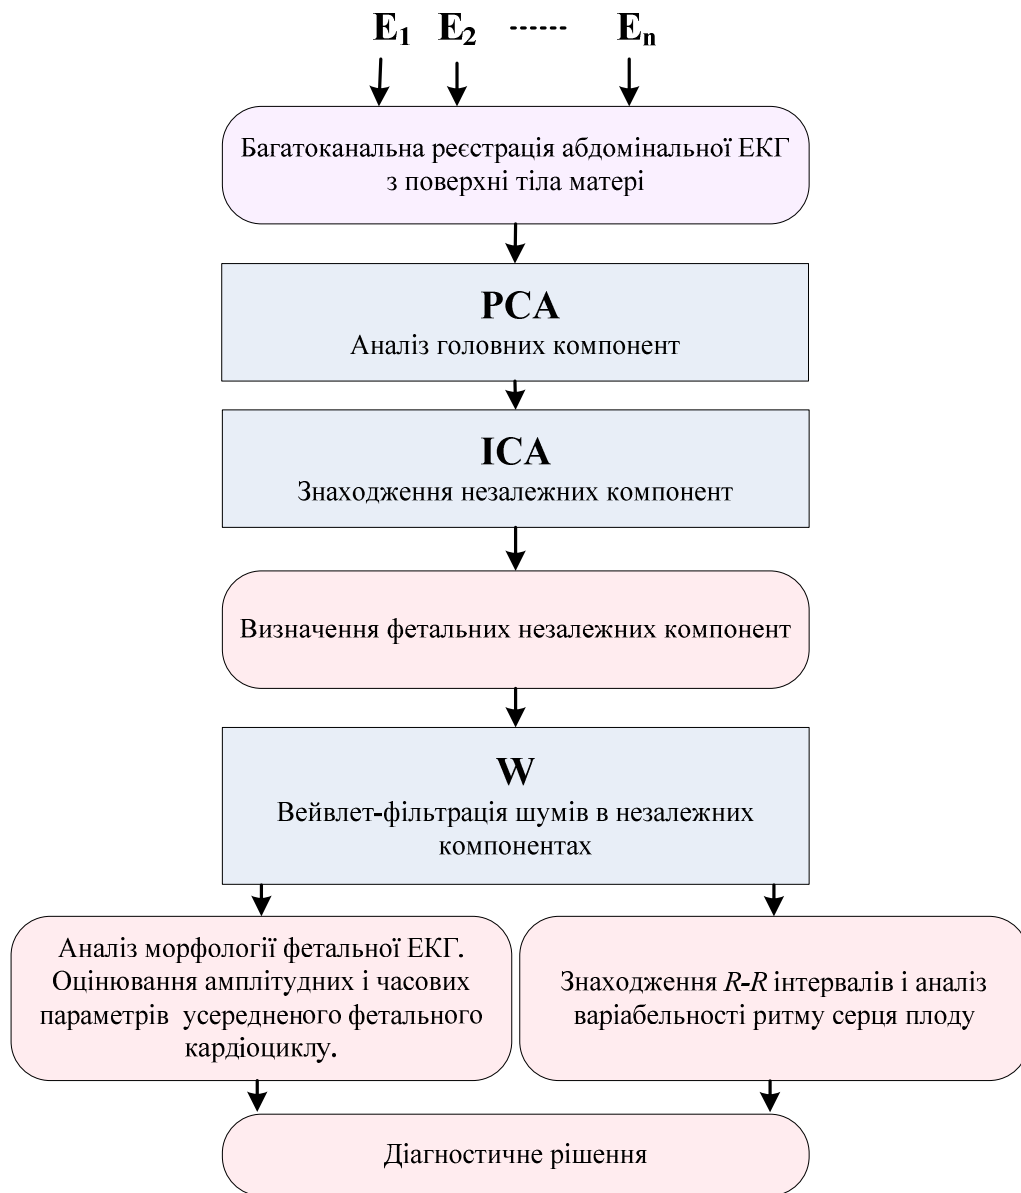 E1 E2 ------ En
Багатоканальна реєстрація абдомінальної ЕКГ
з поверхні тіла матері
PCA
Аналіз головних компонент
ICA
Знаходження незалежних компонент
Визначення фетальних незалежних компонент
W
Вейвлет-фільтрація шумів в незалежних
компонентах
Аналіз морфології фетальної ЕКГ.
Оцінювання амплітудних і часових
параметрів усередненого фетального
кардіоциклу.
Знаходження R-R інтервалів і аналіз
варіабельності ритму серця плоду
Діагностичне рішення